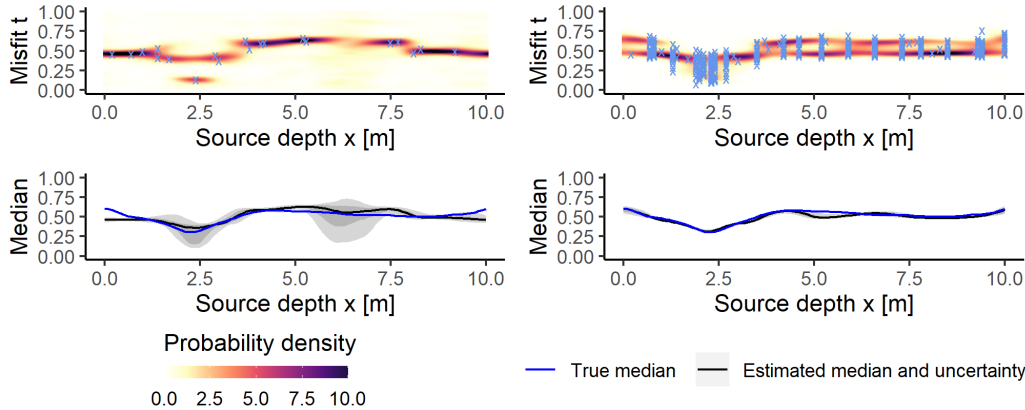 Misfit t
1.00
0.75
0.50
0.25
0.00
0.0 2.5 5.0 7.5 10.0
Source depth x [m]
Misfit t
1.00
0.75
0.50
0.25
0.00
0.0 2.5 5.0 7.5 10.0
Source depth x [m]
Median
1.00
0.75
0.50
0.25
0.00
0.0 2.5 5.0 7.5 10.0
Source depth x [m]
Median
1.00
0.75
0.50
0.25
0.00
0.0 2.5 5.0 7.5 10.0
Source depth x [m]
Probability density
0.0 2.5 5.0 7.5 10.0
True median
Estimated median and uncertainty